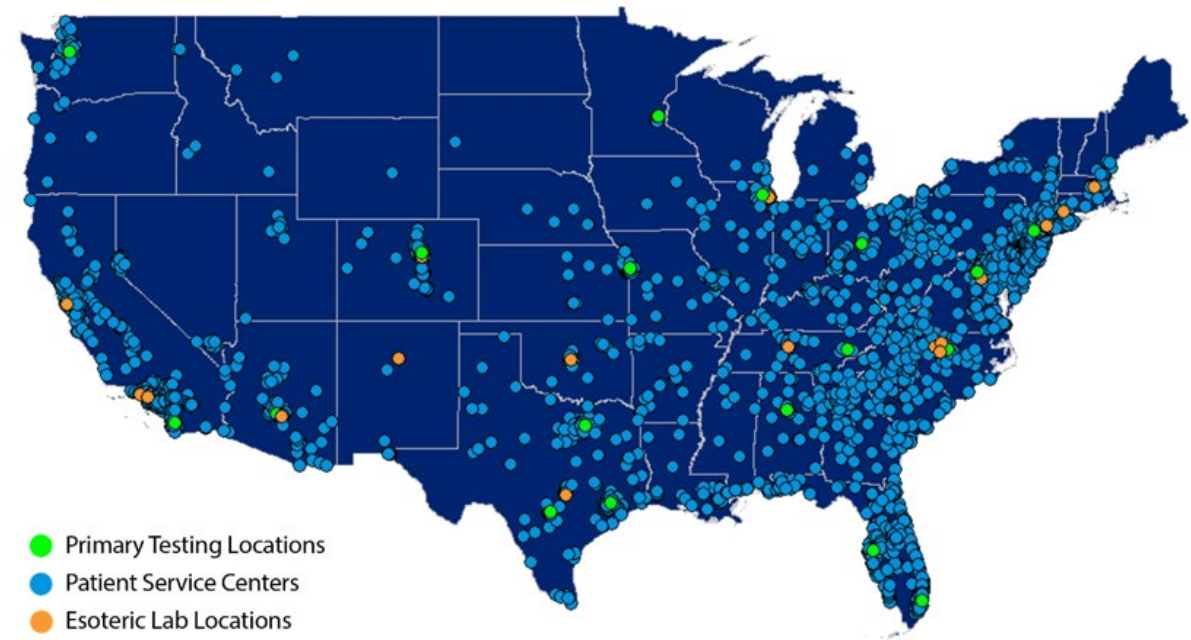 Primary Testing Locations
Patient Service Centers
Esoteric Lab Locations